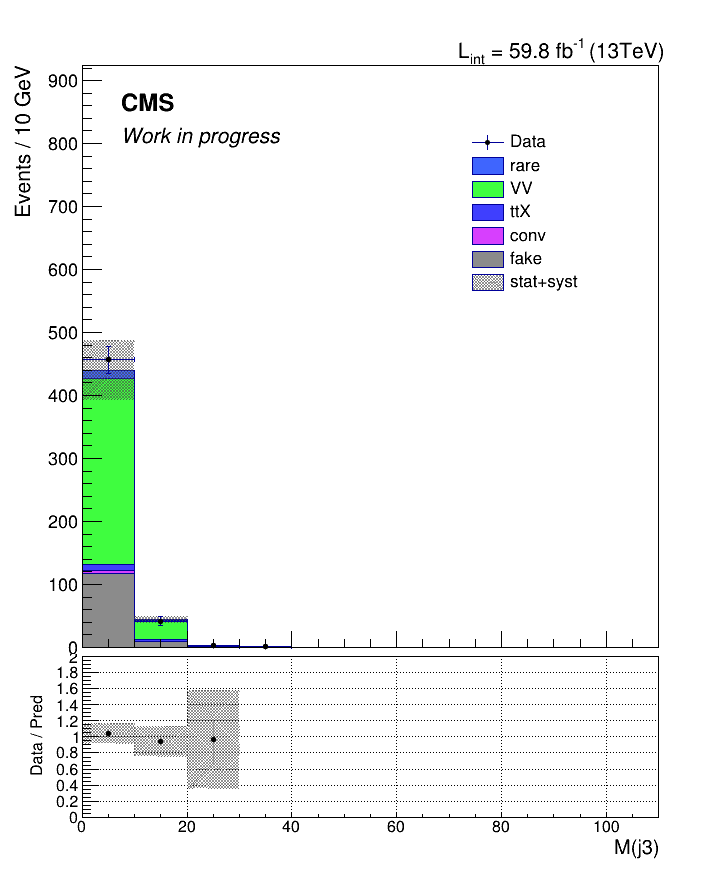 L_int = 59.8 fb^-1 (13TeV)
Events / 10 GeV
CMS
Work in progress
Data
rare
VV
ttX
conv
fake
stat+syst
900
800
700
600
500
400
300
200
100
0
Data / Pred
2
1.8
1.6
1.4
1.2
1
0.8
0.6
0.4
0.2
0
0 20 40 60 80 100
M(j3)